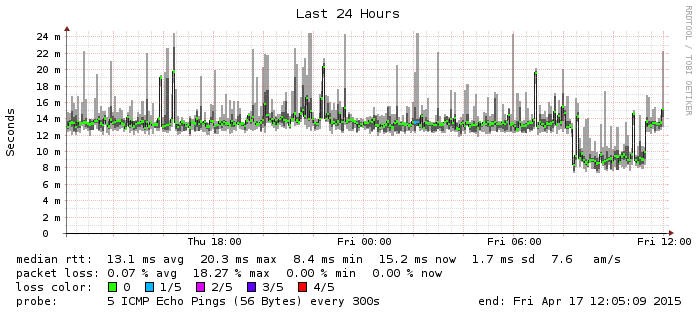 Last 24 Hours
RRDTOOL / TOBI OETIKER
Seconds
24 m
22 m
20 m
18 m
16 m
14 m
12 m
10 m
8 m
6 m
4 m
2 m
0
Thu 18:00 Fri 00:00 Fri 06:00 Fri 12:00
median rtt: 13.1 ms avg 20.3 ms max 8.4 ms min 15.2 ms now 1.7 ms sd 7.6 am/s
packet loss: 0.07 % avg 18.27 % max 0.00 % min 0.00 % now
loss color: 0 1/5 2/5 3/5 4/5
probe: 5 ICMP Echo Pings (56 Bytes) every 300s end: Fri Apr 17 12:05:09 2015